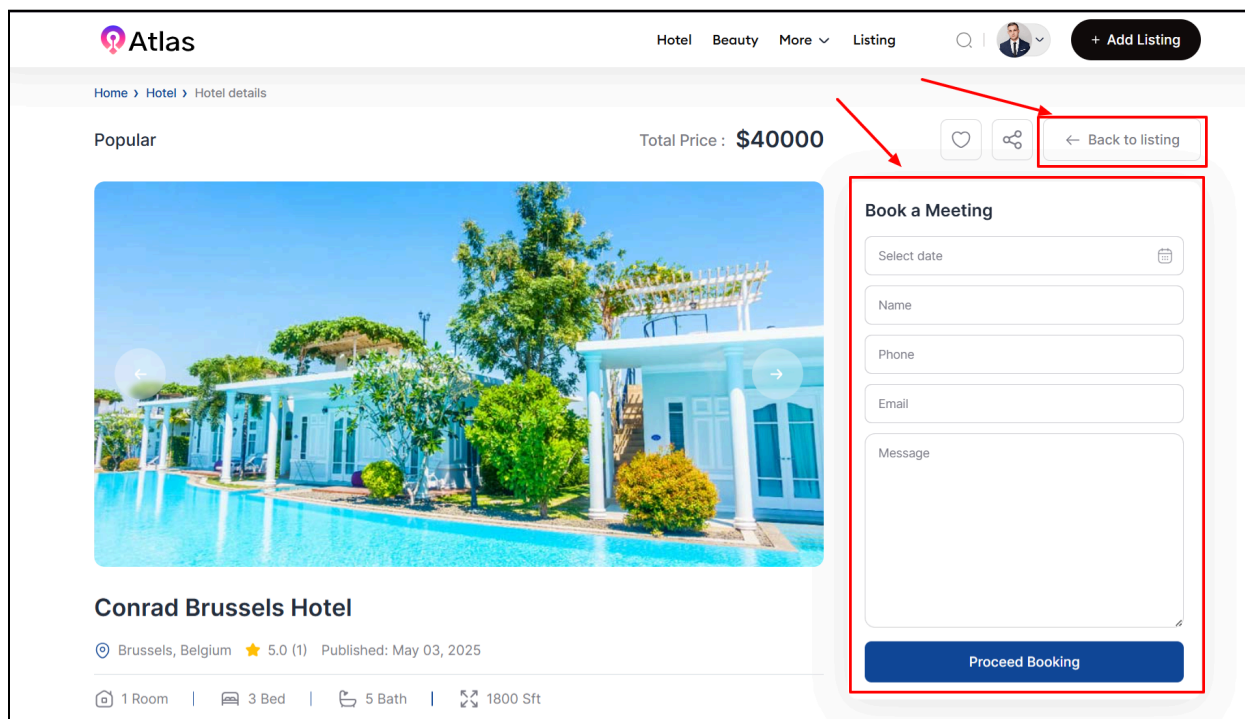 Atlas
Hotel Beauty More Listing + Add Listing
Home › Hotel › Hotel details
Popular
Total Price : $40000
← Back to listing
Book a Meeting
Select date
Name
Phone
Email
Message
Proceed Booking
Conrad Brussels Hotel
Brussels, Belgium 5.0 (1) Published: May 03, 2025
1 Room | 3 Bed | 5 Bath | 1800 Sft